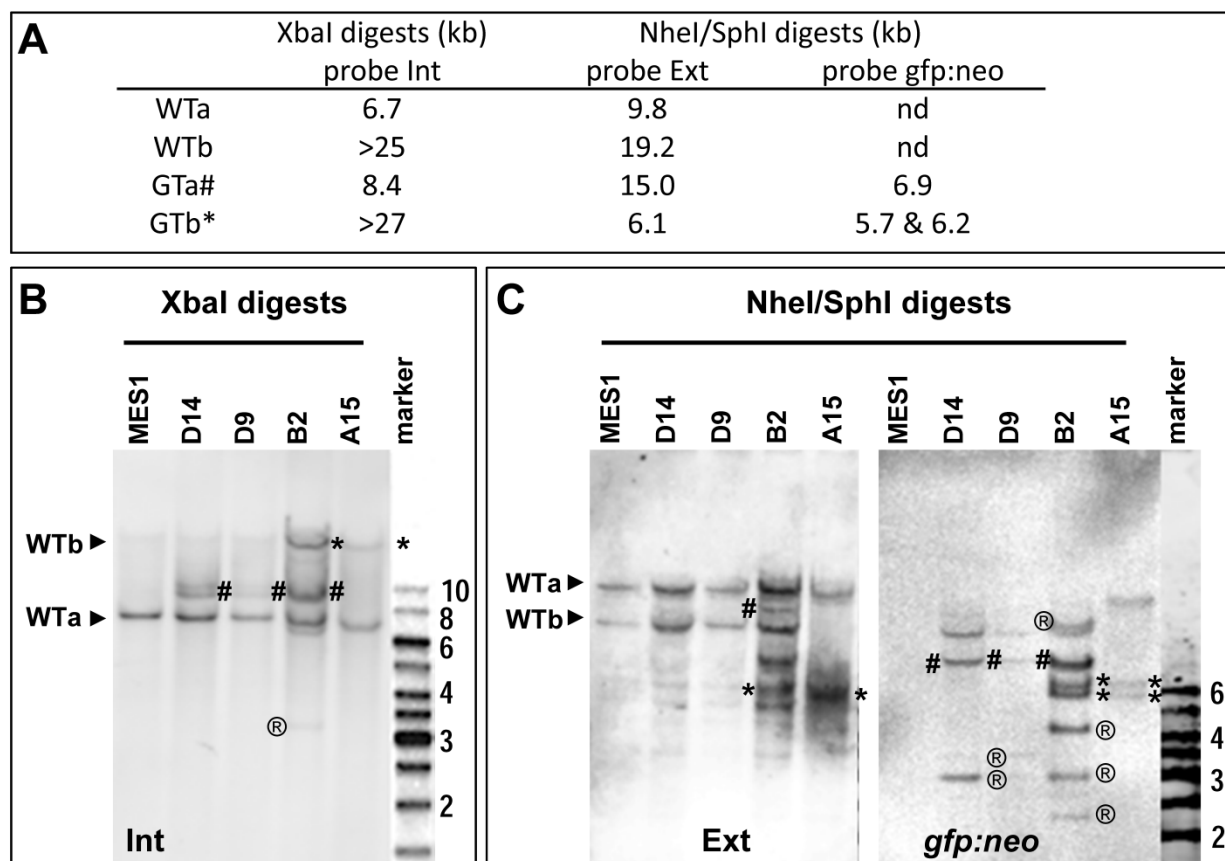 A
XbaI digests (kb) NheI/SphI digests (kb)
probe Int probe Ext probe gfp:neo
WTa 6.7 9.8 nd
WTb >25 19.2 nd
GTa# 8.4 15.0 6.9
GTb* >27 6.1 5.7 & 6.2
B XbaI digests
MES1 D14 D9 B2 A15 marker
WTb * *
# # #
WTa
®
10
8
6
4
3
2
Int
C NheI/SphI digests
MES1 D14 D9 B2 A15
WTa
WTb
#
* *
Ext
MES1 D14 D9 B2 A15 marker
®
# # #
* *
* *
®
® ®
®
®
6
4
3
2
gfp:neo